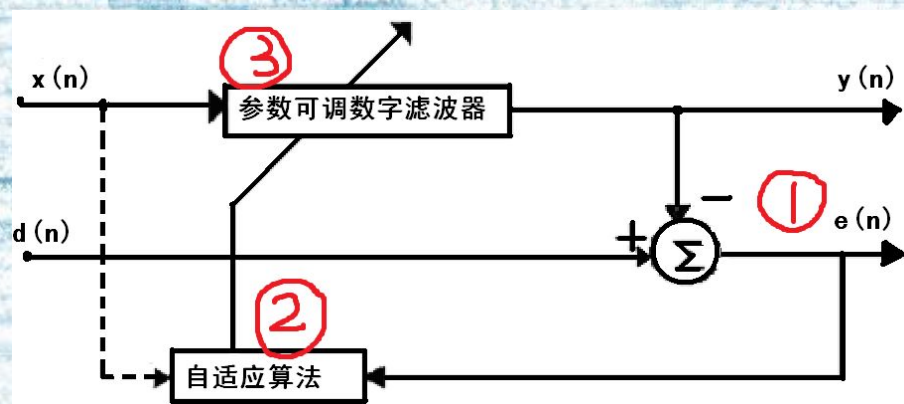 ③
x(n)
参数可调数字滤波器
y(n)
− ①
d(n)
+
Σ
e(n)
②
自适应算法